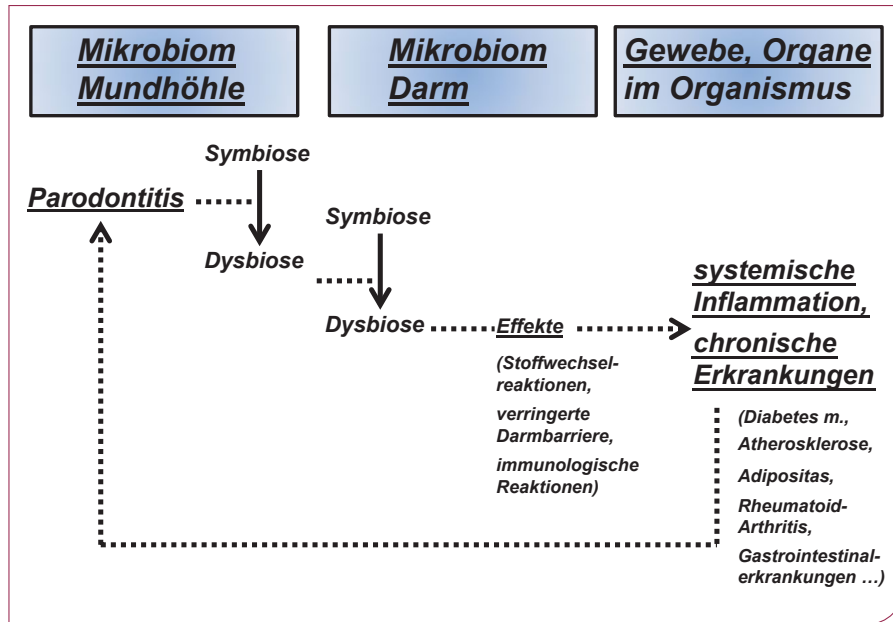 Mikrobiom
Mundhöhle
Mikrobiom
Darm
Gewebe, Organe
im Organismus
Symbiose
Parodontitis
Dysbiose
Symbiose
Dysbiose
Effekte
(Stoffwechsel-
reaktionen,
verringerte
Darmbarriere,
immunologische
Reaktionen)
systemische
Inflammation,
chronische
Erkrankungen
(Diabetes m.,
Atherosklerose,
Adipositas,
Rheumatoid-
Arthritis,
Gastrointestinal-
erkrankungen ...)